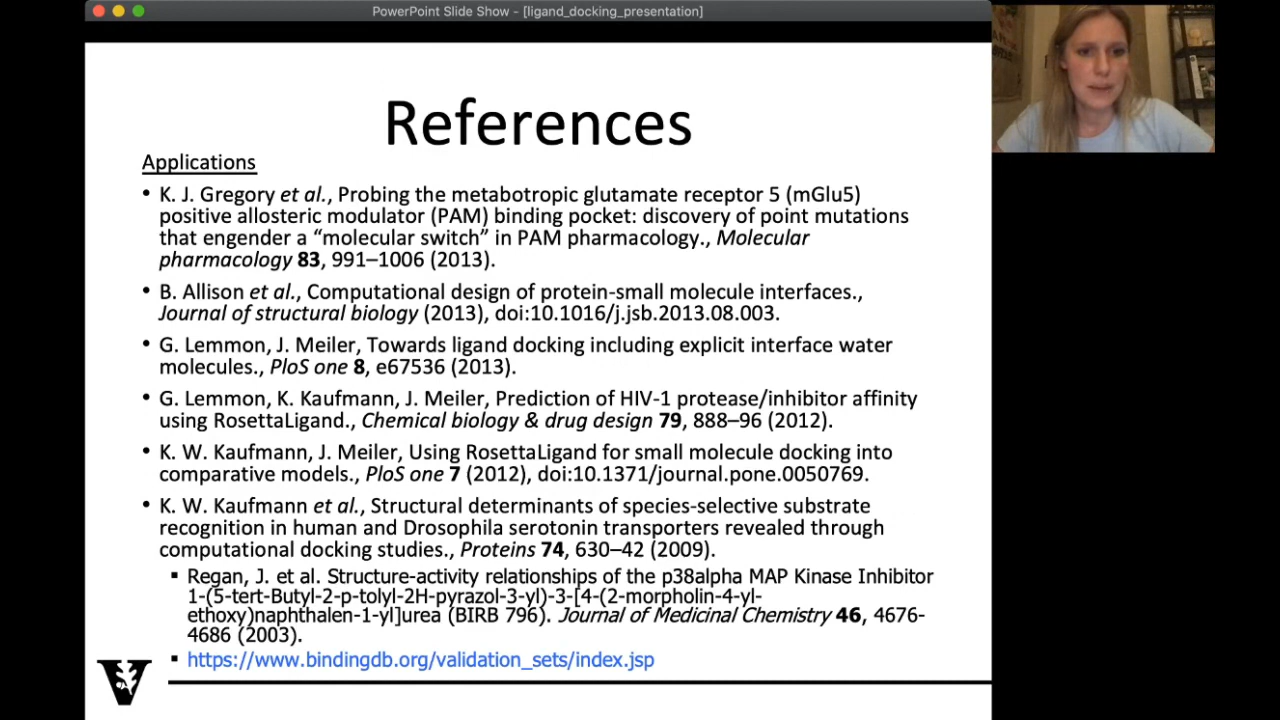 PowerPoint Slide Show - [ligand_docking_presentation]
References
Applications
• K. J. Gregory et al., Probing the metabotropic glutamate receptor 5 (mGlu5)
positive allosteric modulator (PAM) binding pocket: discovery of point mutations
that engender a “molecular switch” in PAM pharmacology., Molecular
pharmacology 83, 991–1006 (2013).
• B. Allison et al., Computational design of protein-small molecule interfaces.,
Journal of structural biology (2013), doi:10.1016/j.jsb.2013.08.003.
• G. Lemmon, J. Meiler, Towards ligand docking including explicit interface water
molecules., PloS one 8, e67536 (2013).
• G. Lemmon, K. Kaufmann, J. Meiler, Prediction of HIV-1 protease/inhibitor affinity
using RosettaLigand., Chemical biology & drug design 79, 888–96 (2012).
• K. W. Kaufmann, J. Meiler, Using RosettaLigand for small molecule docking into
comparative models., PloS one 7 (2012), doi:10.1371/journal.pone.0050769.
• K. W. Kaufmann et al., Structural determinants of species-selective substrate
recognition in human and Drosophila serotonin transporters revealed through
computational docking studies., Proteins 74, 630–42 (2009).
▪ Regan, J. et al. Structure-activity relationships of the p38alpha MAP Kinase Inhibitor
1-(5-tert-Butyl-2-p-tolyl-2H-pyrazol-3-yl)-3-[4-(2-morpholin-4-yl-
ethoxy)naphthalen-1-yl]urea (BIRB 796). Journal of Medicinal Chemistry 46, 4676-
4686 (2003).
▪ https://www.bindingdb.org/validation_sets/index.jsp
V